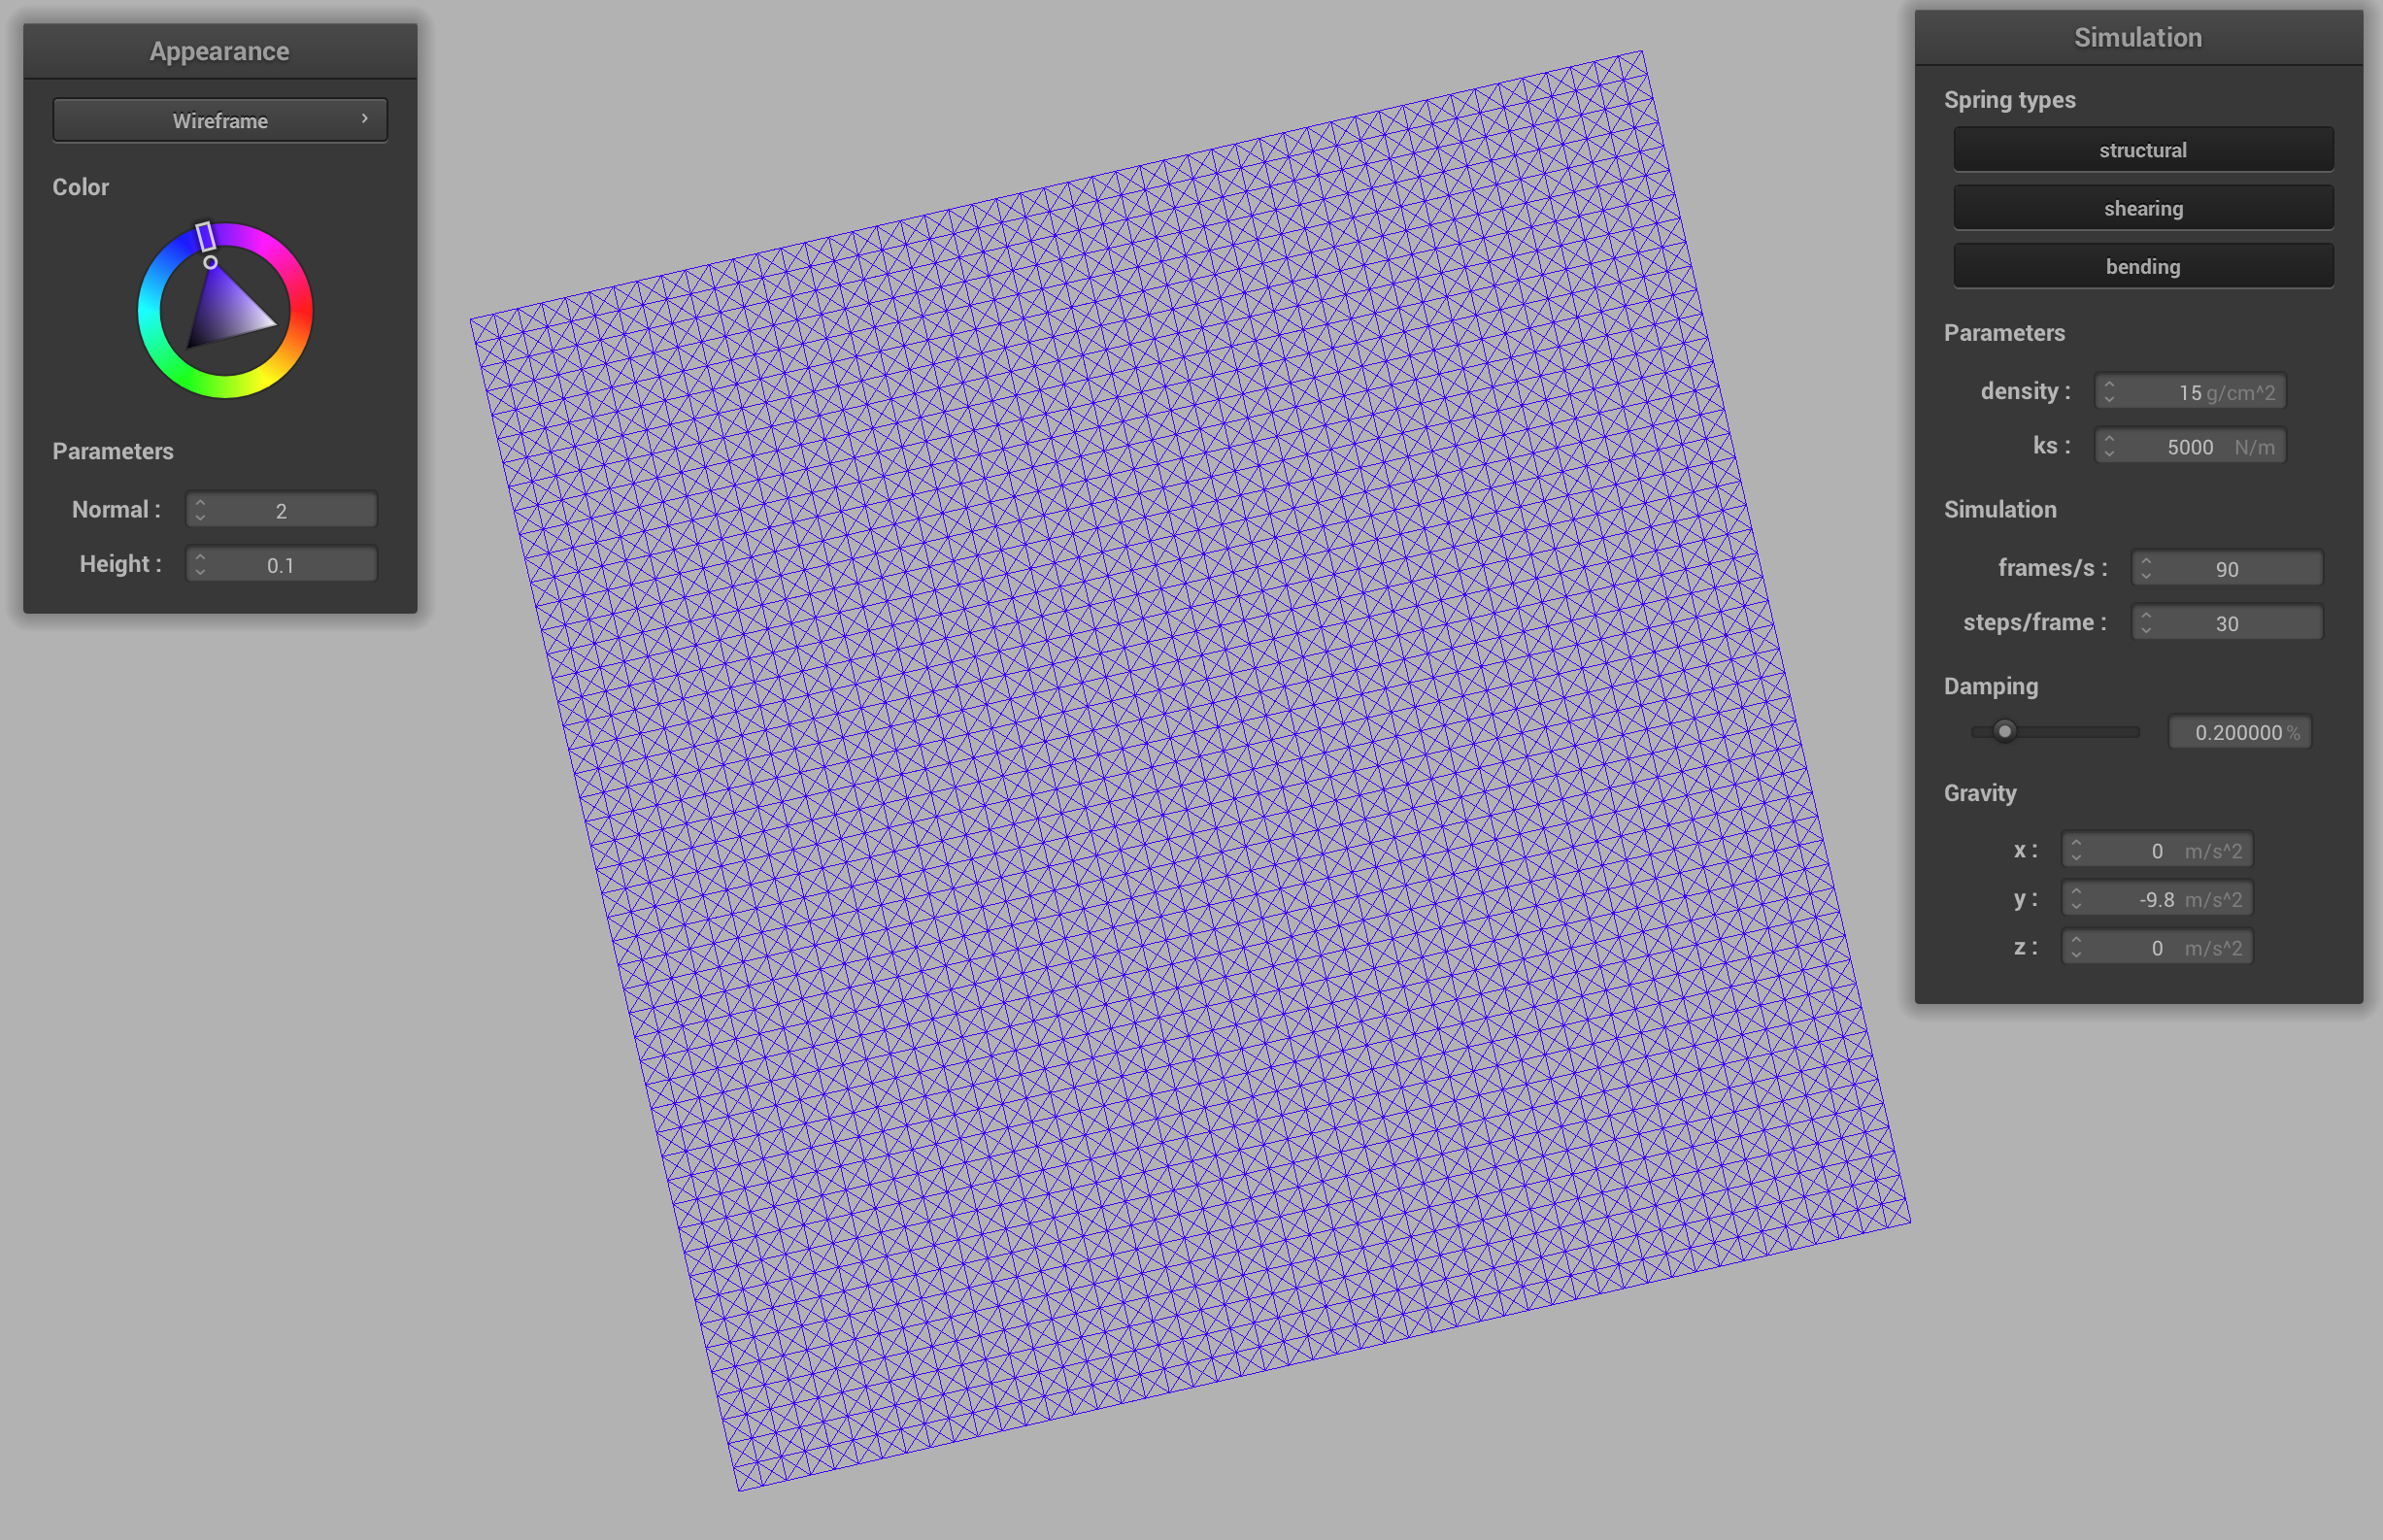 Appearance
Wireframe
Color
Parameters
Normal : 2
Height : 0.1
Simulation
Spring types
structural
shearing
bending
Parameters
density : 15 g/cm^2
ks : 5000 N/m
Simulation
frames/s : 90
steps/frame : 30
Damping
0.200000 %
Gravity
x : 0 m/s^2
y : -9.8 m/s^2
z : 0 m/s^2